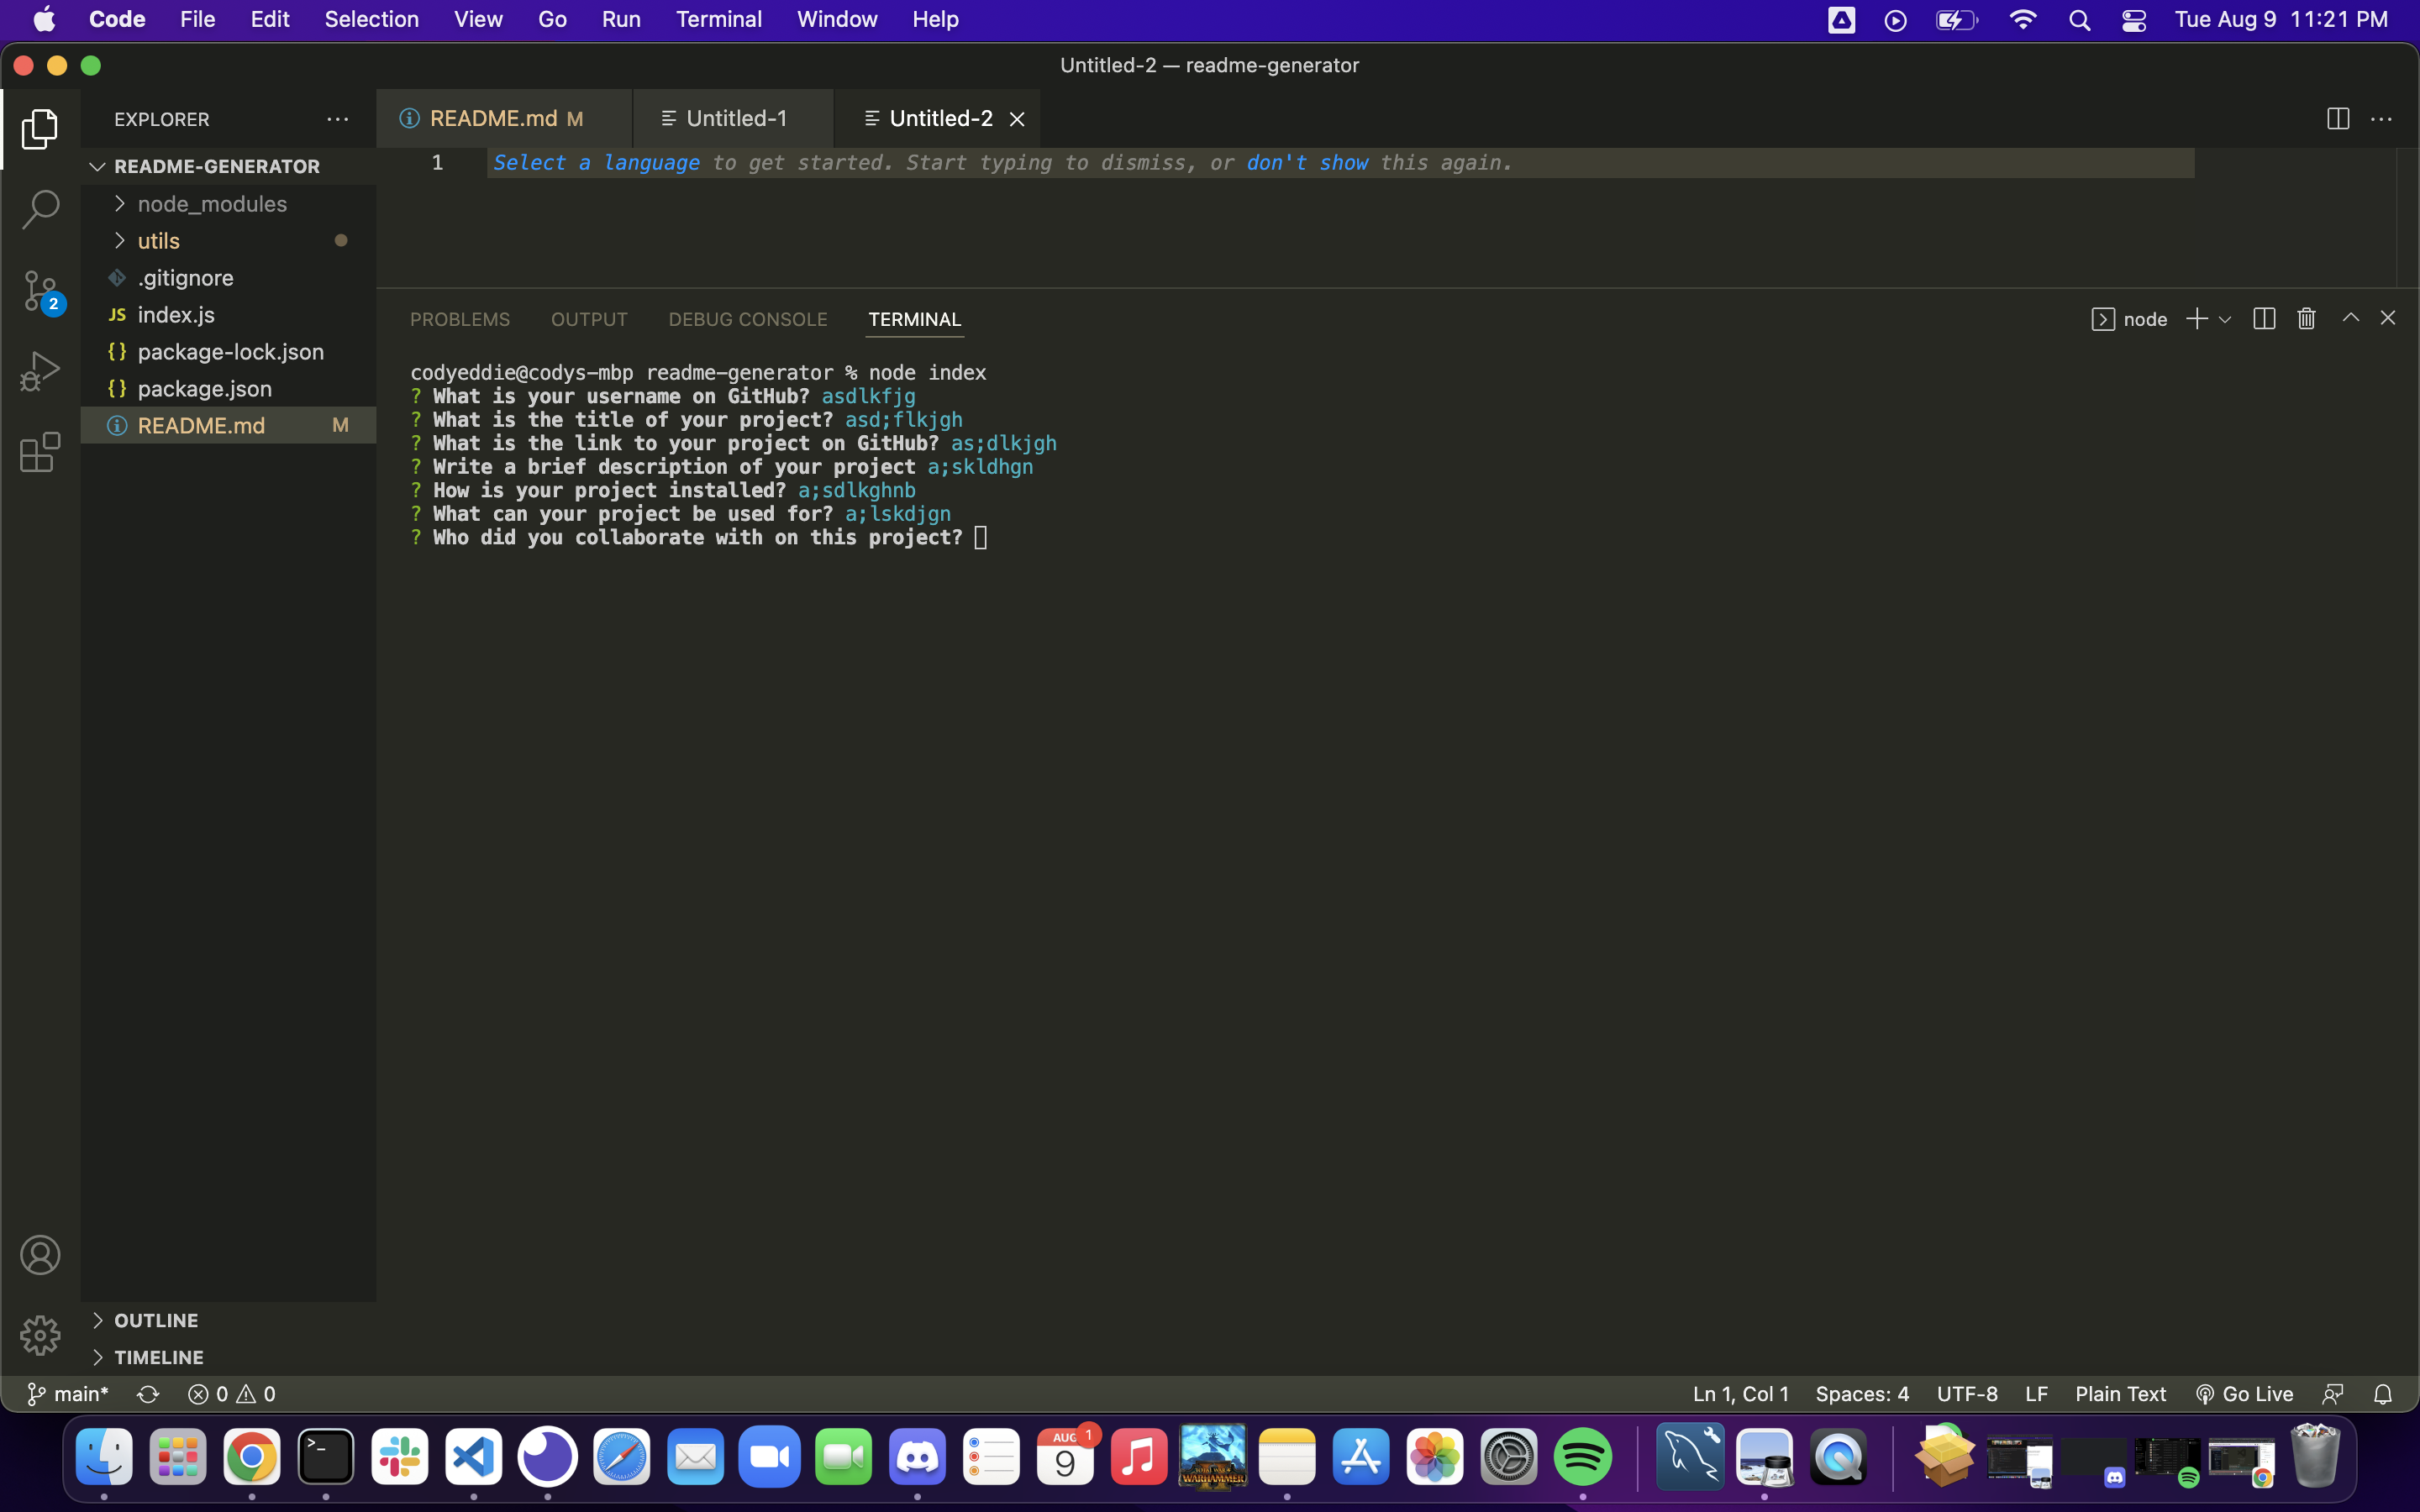 Code File Edit Selection View Go Run Terminal Window Help Tue Aug 9 11:21 PM
Untitled-2 — readme-generator
EXPLORER
README.md M
Untitled-1
Untitled-2
README-GENERATOR
1 Select a language to get started. Start typing to dismiss, or don't show this again.
node_modules
utils
.gitignore
2
JS index.js
PROBLEMS OUTPUT DEBUG CONSOLE TERMINAL
node
{} package-lock.json
{} package.json
README.md M
codyeddie@codys-mbp readme-generator % node index
? What is your username on GitHub? asdlkfjg
? What is the title of your project? asd;flkjgh
? What is the link to your project on GitHub? as;dlkjgh
? Write a brief description of your project a;skldhgn
? How is your project installed? a;sdlkghnb
? What can your project be used for? a;lskdjgn
? Who did you collaborate with on this project?
OUTLINE
TIMELINE
main* 0 0 Ln 1, Col 1 Spaces: 4 UTF-8 LF Plain Text Go Live
AUG 1
9
WARHAMMER